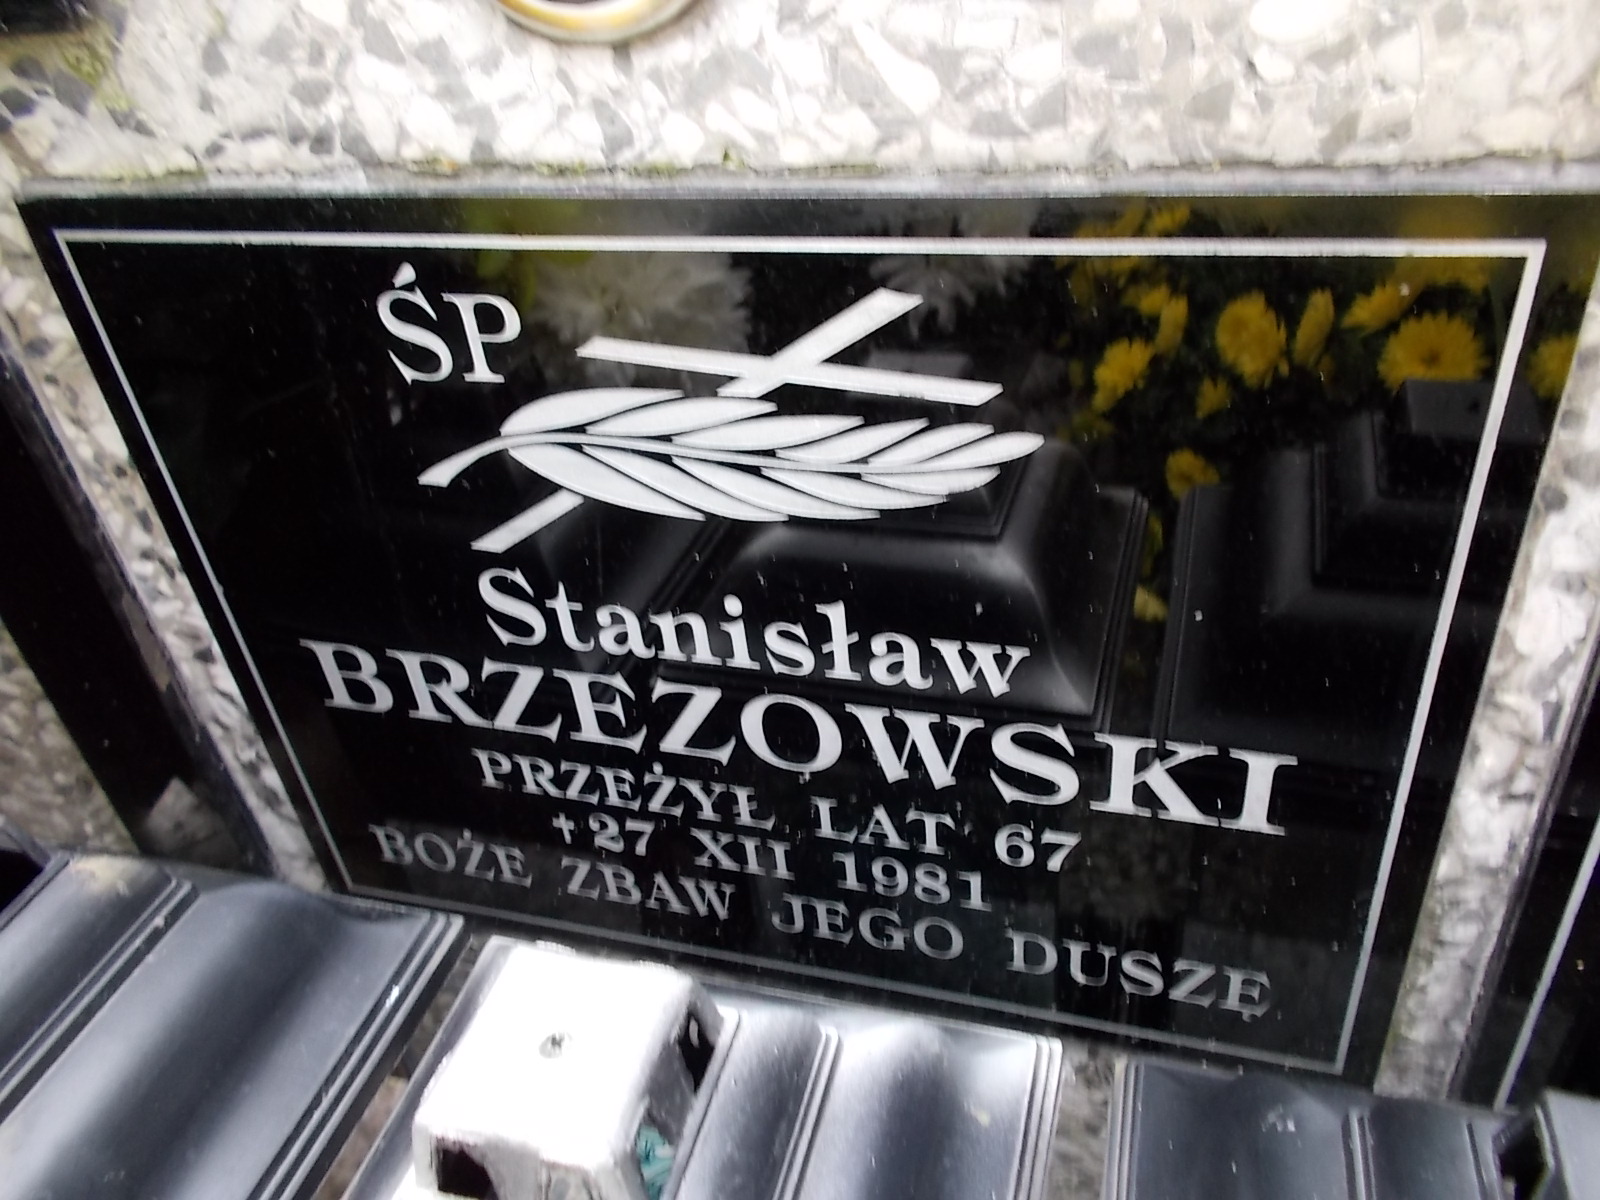 ŚP
Stanisław
BRZEZOWSKI
PRZEŻYŁ LAT 67
+27 XII 1981
BOŻE ZBAW JEGO DUSZĘ